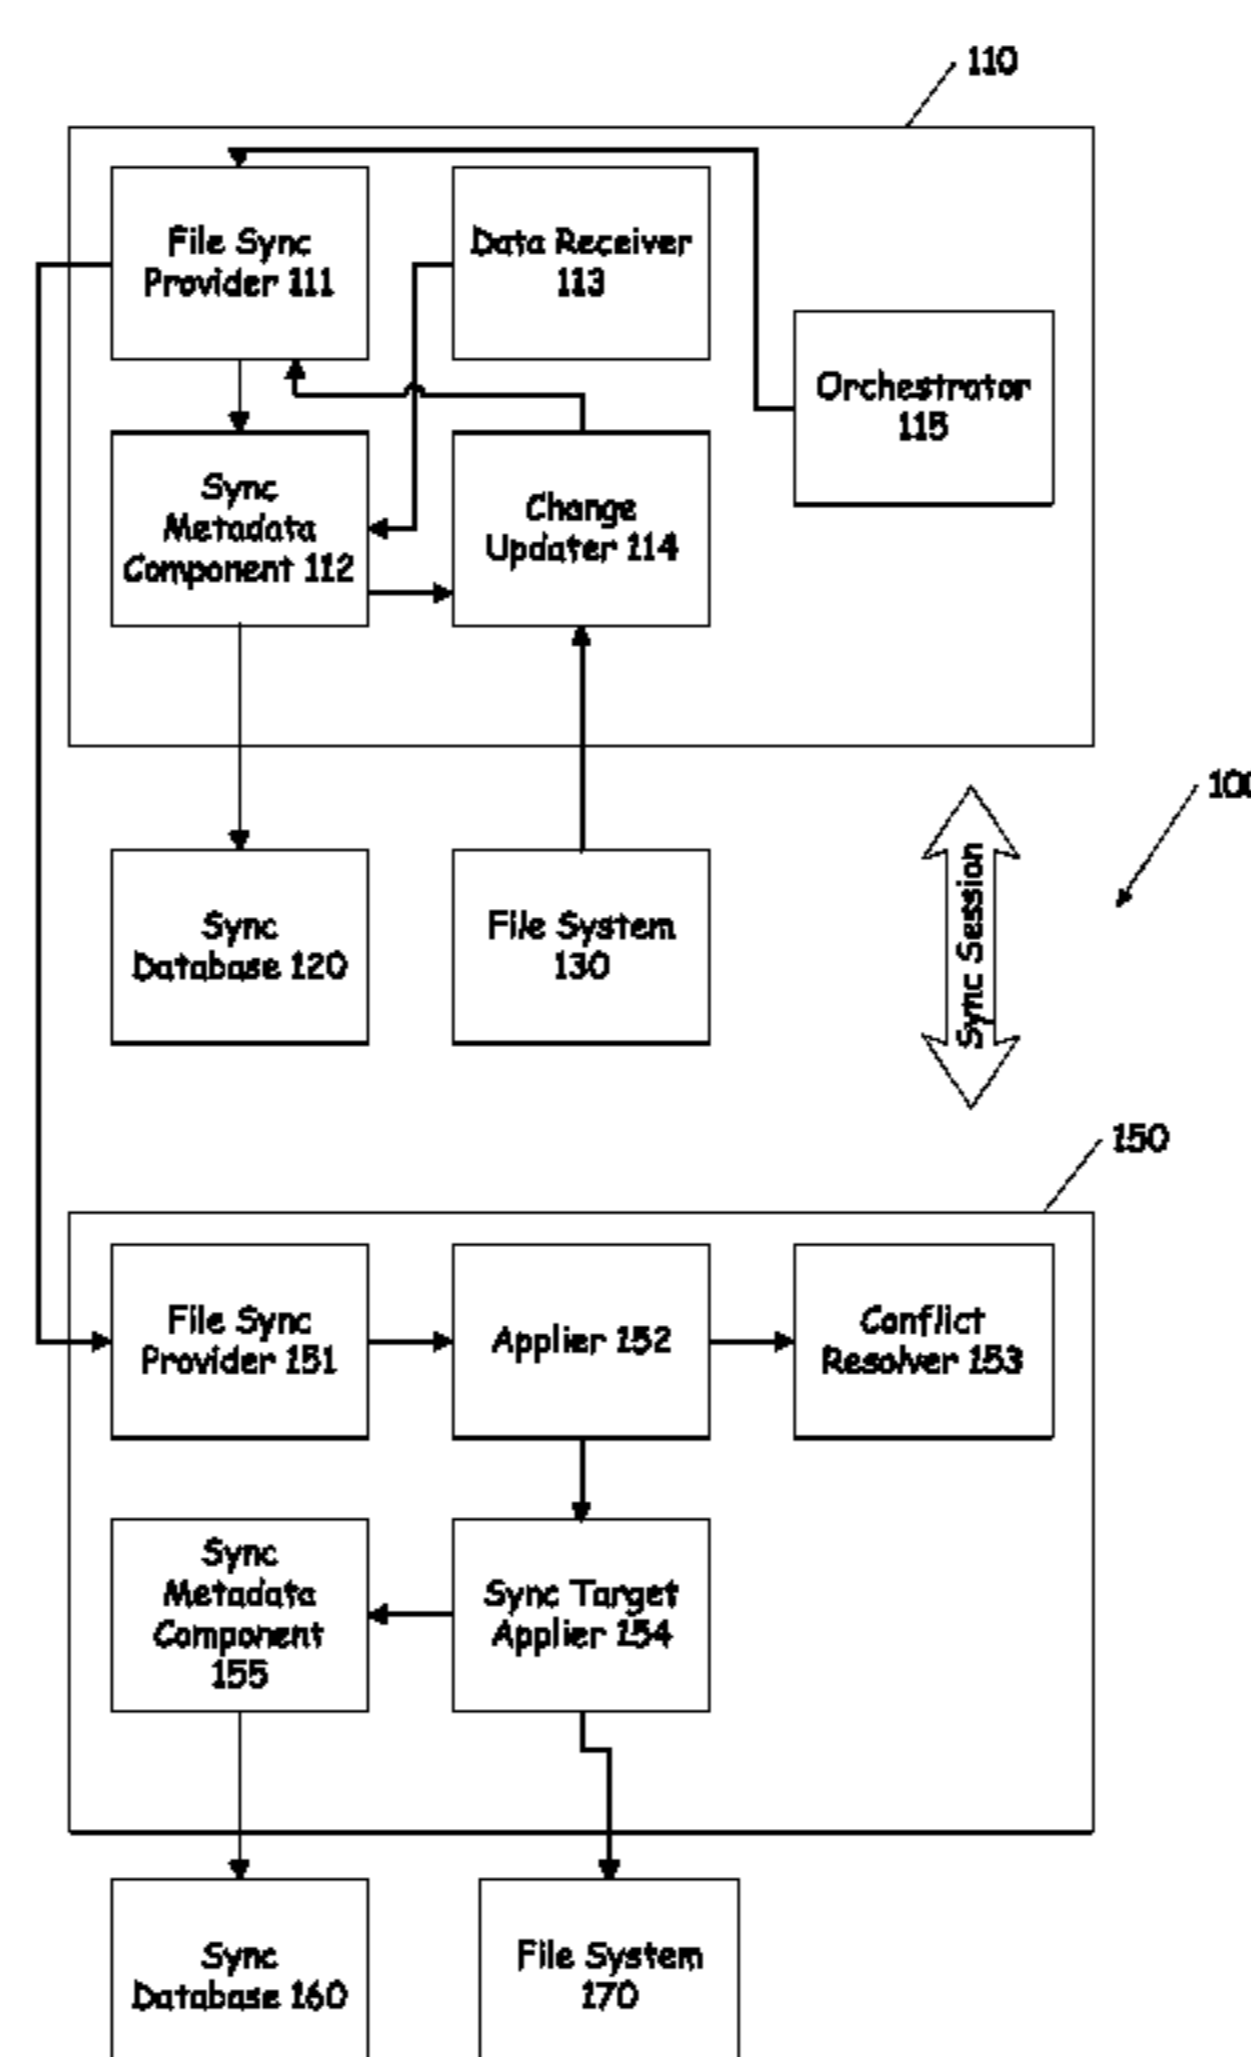 110
File Sync
Provider 111
Data Receiver
113
Orchestrator
115
Sync
Metadata
Component 112
Change
Updater 114
100
Sync
Database 120
File System
130
Sync Session
150
File Sync
Provider 151
Applier 152
Conflict
Resolver 153
Sync
Metadata
Component
155
Sync Target
Applier 154
Sync
Database 160
File System
170